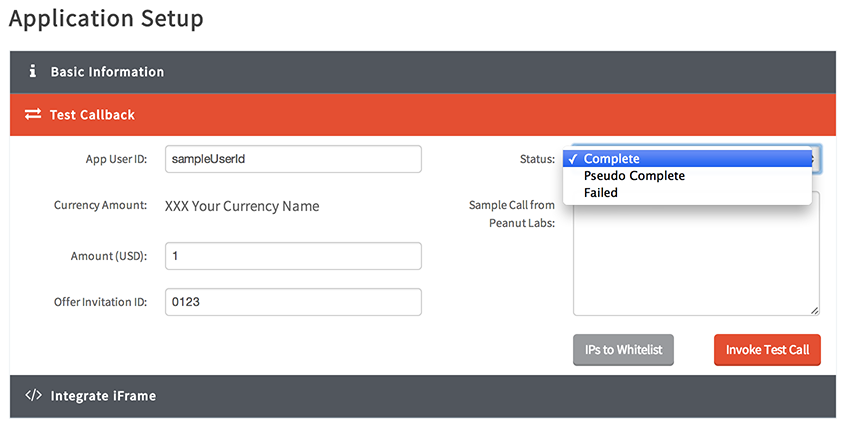 Application Setup
Basic Information
Test Callback
App User ID: sampleUserId
Currency Amount: XXX Your Currency Name
Amount (USD): 1
Offer Invitation ID: 0123
Status: ✓ Complete
Pseudo Complete
Failed
Sample Call from
Peanut Labs:
IPs to Whitelist Invoke Test Call
</> Integrate iFrame